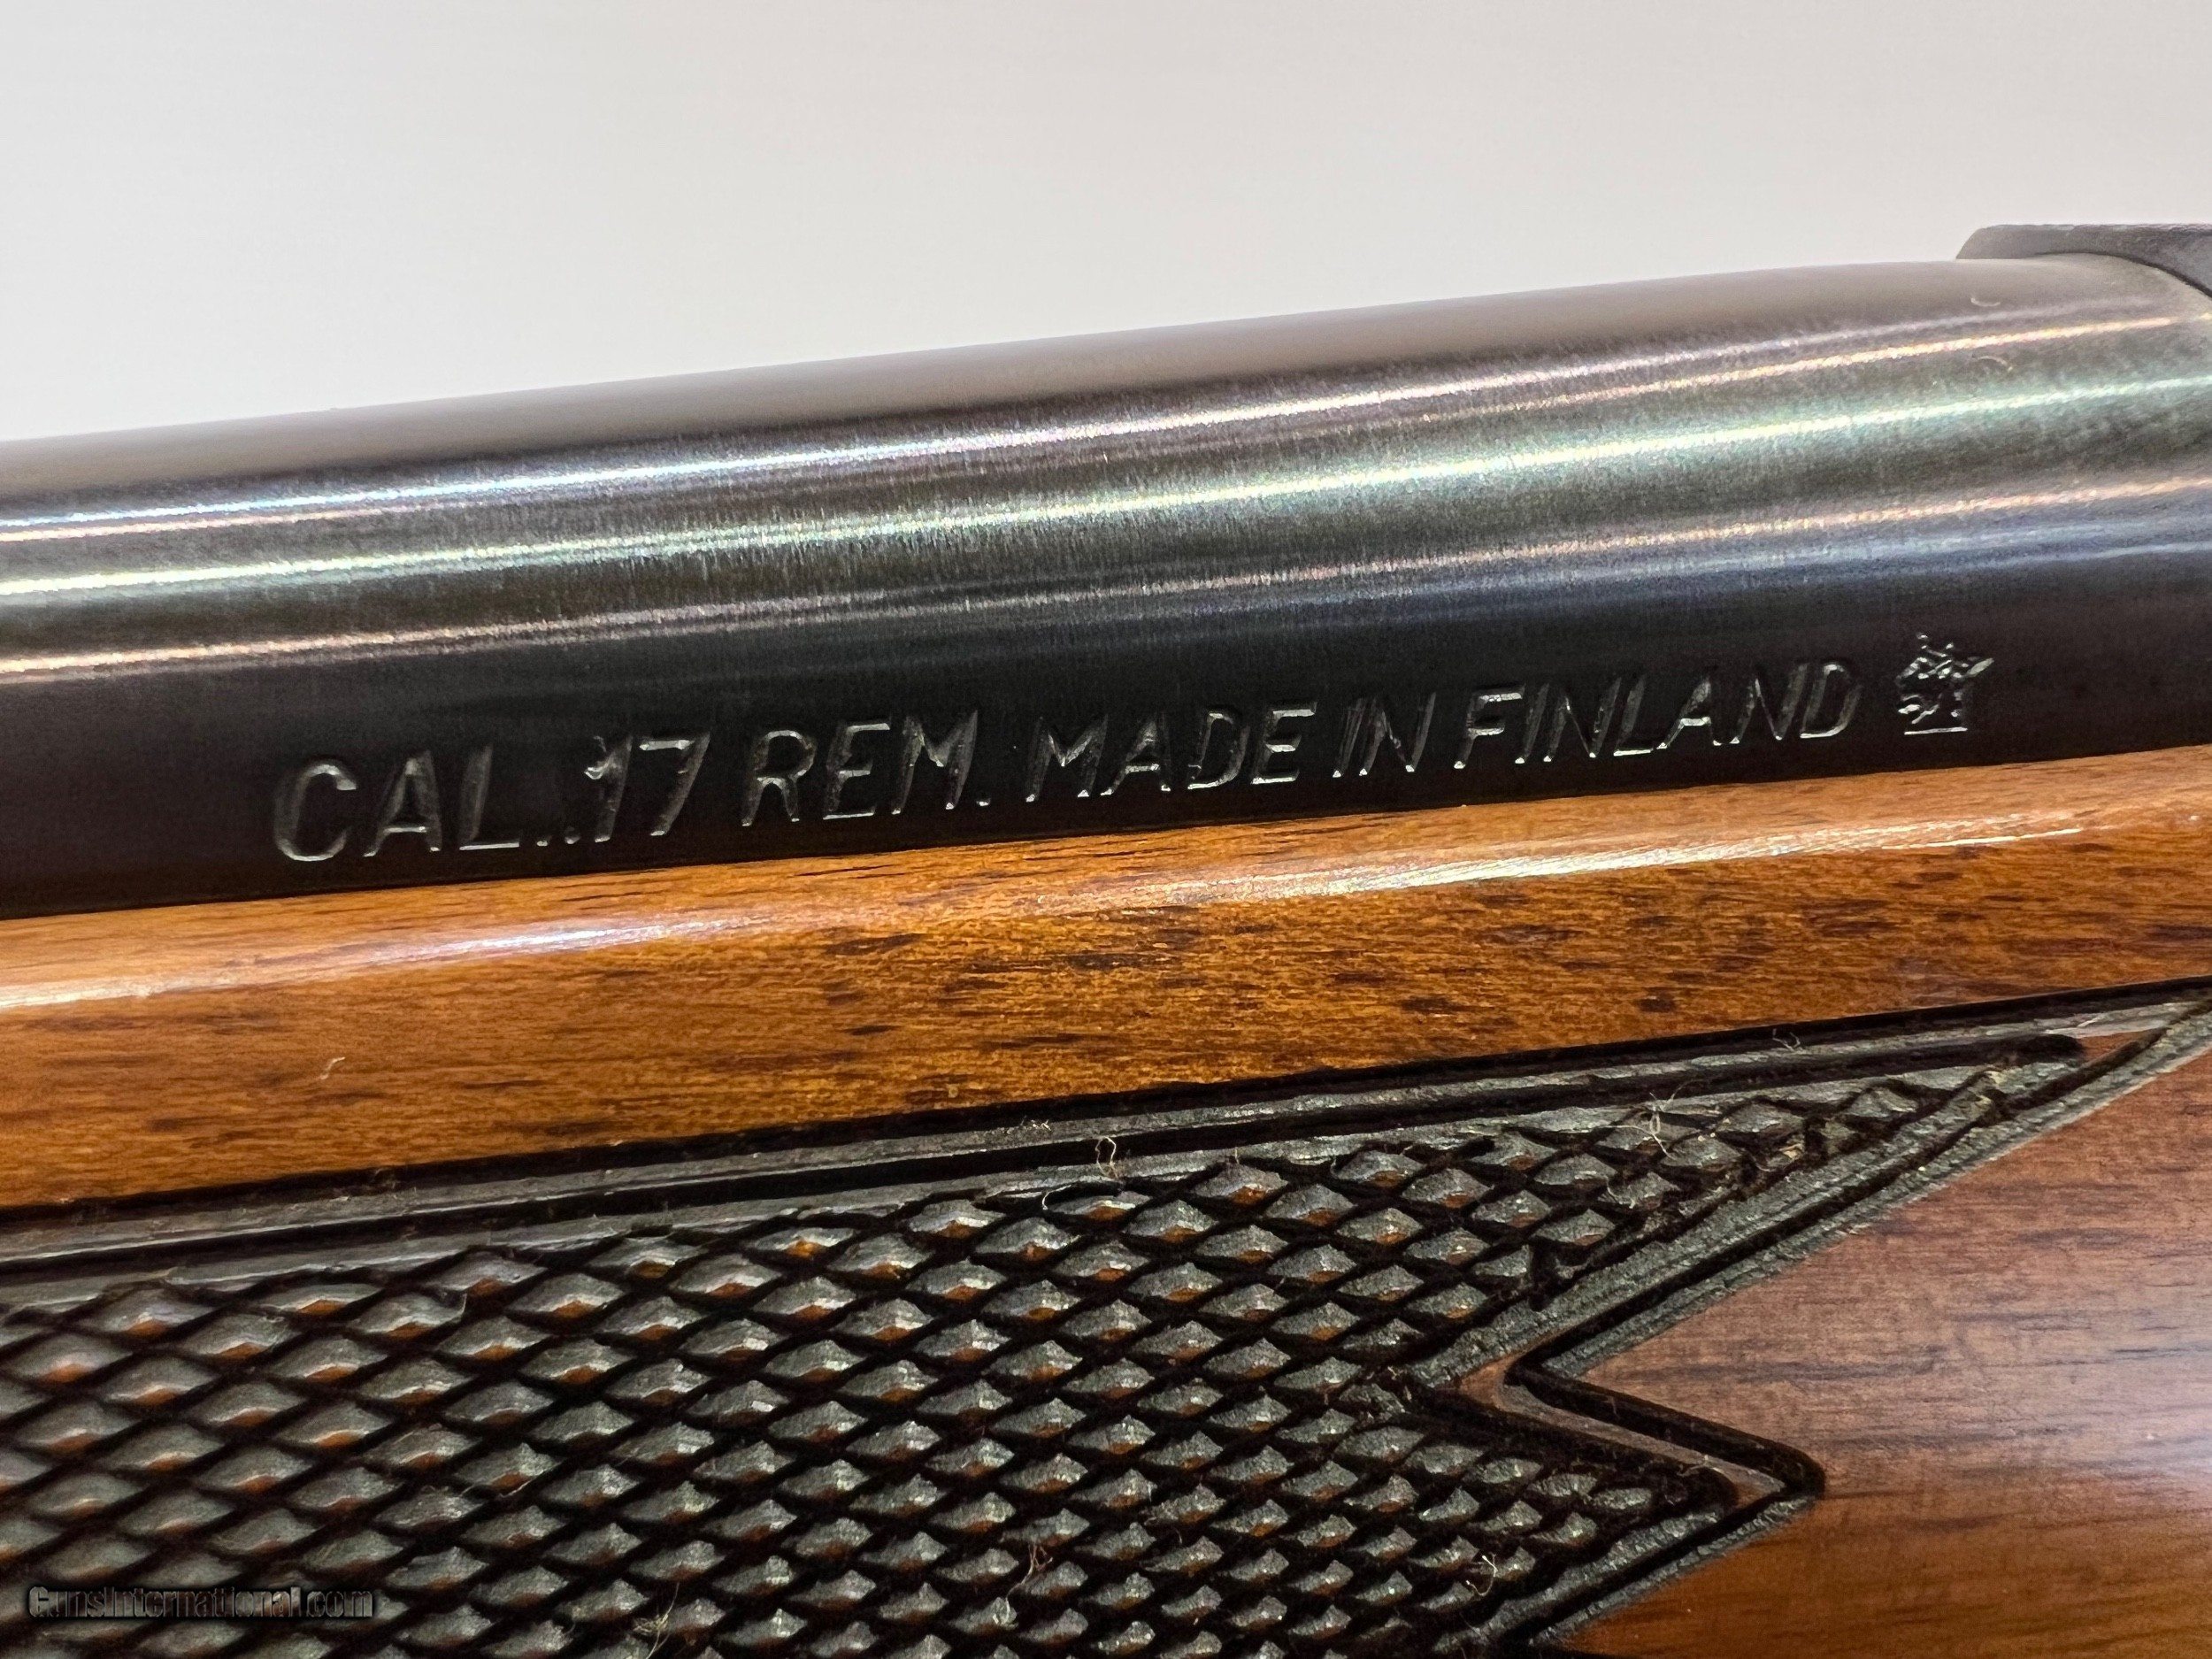 CAL..17 REM. MADE IN FINLAND
GunsInternational.com